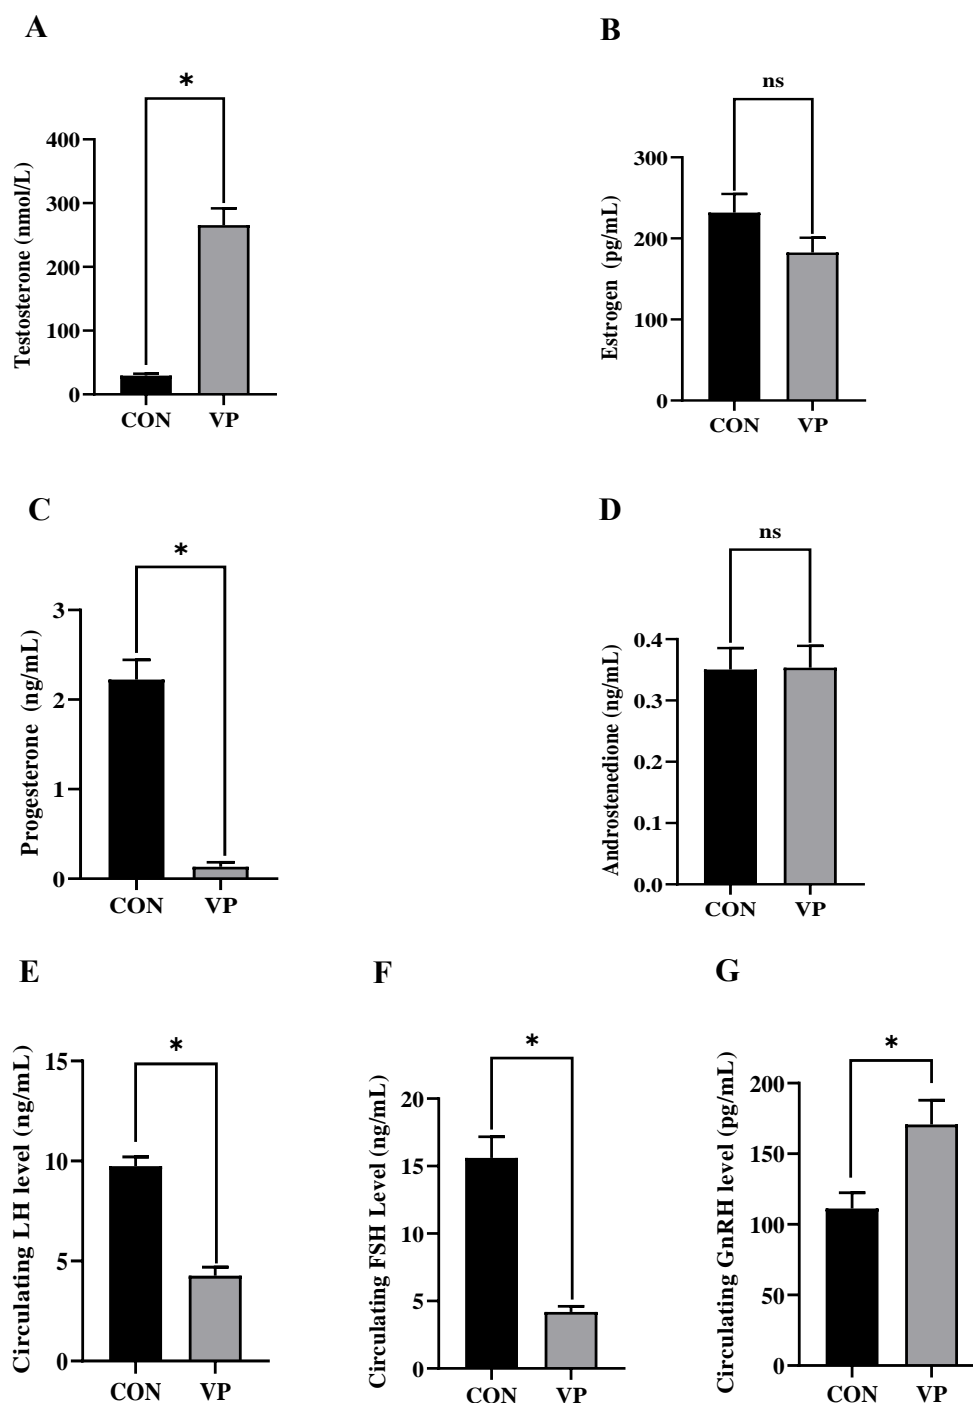 A
*
Testosterone (nmol/L)
400
300
200
100
0
CON VP
B
ns
Estrogen (pg/mL)
300
200
100
0
CON VP
C
*
Progesterone (ng/mL)
3
2
1
0
CON VP
D
ns
Androstenedione (ng/mL)
0.4
0.3
0.2
0.1
0.0
CON VP
E
*
Circulating LH level (ng/mL)
15
10
5
0
CON VP
F
*
Circulating FSH Level (ng/mL)
20
15
10
5
0
CON VP
G
*
Circulating GnRH level (pg/mL)
200
150
100
50
0
CON VP